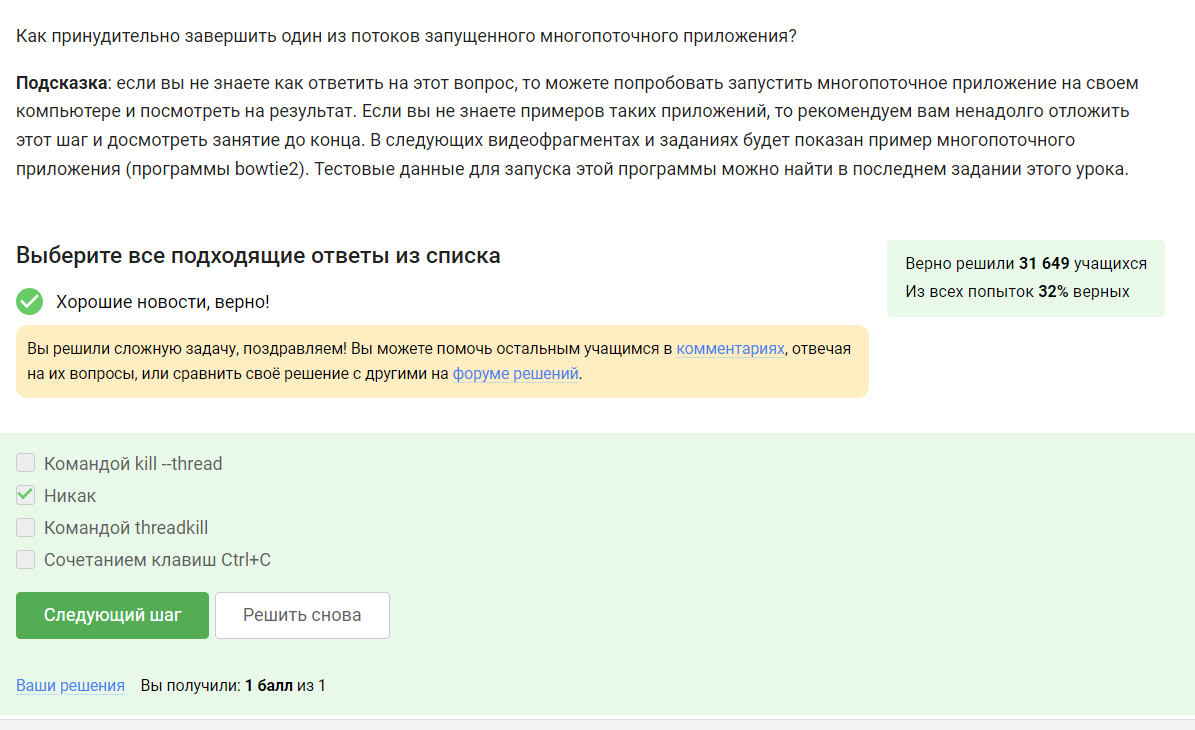 Как принудительно завершить один из потоков запущенного многопоточного приложения?
Подсказка: если вы не знаете как ответить на этот вопрос, то можете попробовать запустить многопоточное приложение на своем
компьютере и посмотреть на результат. Если вы не знаете примеров таких приложений, то рекомендуем вам ненадолго отложить
этот шаг и досмотреть занятие до конца. В следующих видеофрагментах и заданиях будет показан пример многопоточного
приложения (программы bowtie2). Тестовые данные для запуска этой программы можно найти в последнем задании этого урока.
Выберите все подходящие ответы из списка
Верно решили 31 649 учащихся
Из всех попыток 32% верных
Хорошие новости, верно!
Вы решили сложную задачу, поздравляем! Вы можете помочь остальным учащимся в комментариях, отвечая
на их вопросы, или сравнить своё решение с другими на форуме решений.
Командой kill --thread
Никак
Командой threadkill
Сочетанием клавиш Ctrl+C
Следующий шаг
Решить снова
Ваши решения
Вы получили: 1 балл из 1